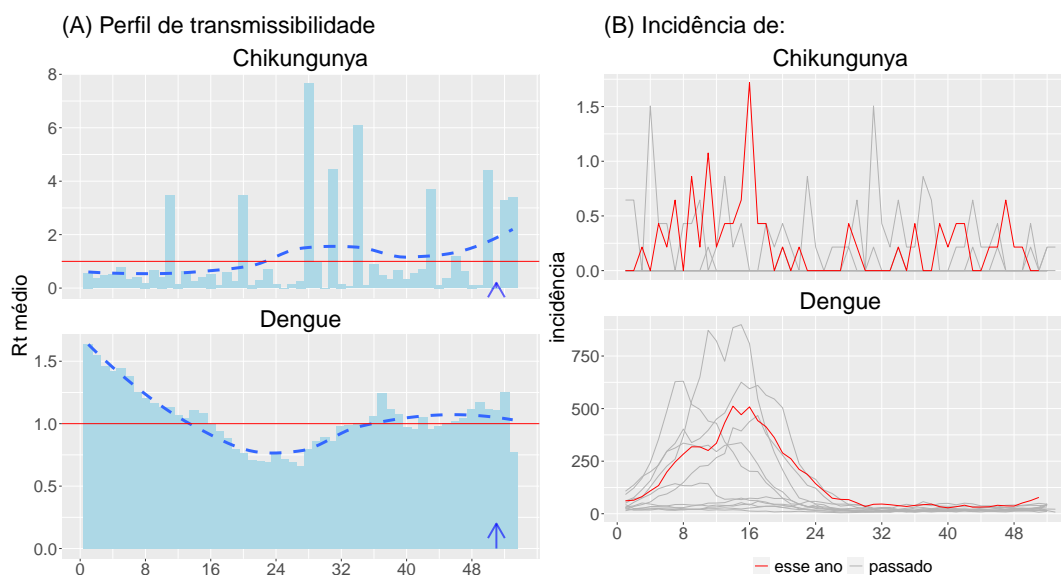 (A) Perfil de transmissibilidade
Chikungunya
8
6
4
2
0
Dengue
1.5
1.0
0.5
0.0
0 8 16 24 32 40 48
Rt médio
(B) Incidência de:
Chikungunya
1.5
1.0
0.5
0.0
Dengue
750
500
250
0
0 8 16 24 32 40 48
incidência
esse ano passado